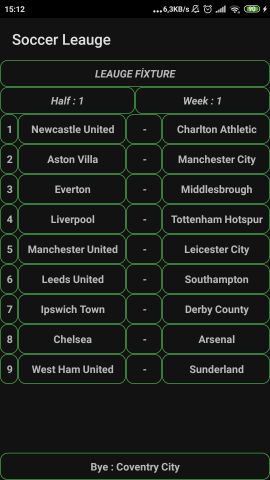 15:12 ...6,3KB/s 90
Soccer Leauge
LEAUGE FİXTURE
Half : 1 Week : 1
1 Newcastle United - Charlton Athletic
2 Aston Villa - Manchester City
3 Everton - Middlesbrough
4 Liverpool - Tottenham Hotspur
5 Manchester United - Leicester City
6 Leeds United - Southampton
7 Ipswich Town - Derby County
8 Chelsea - Arsenal
9 West Ham United - Sunderland
Bye : Coventry City